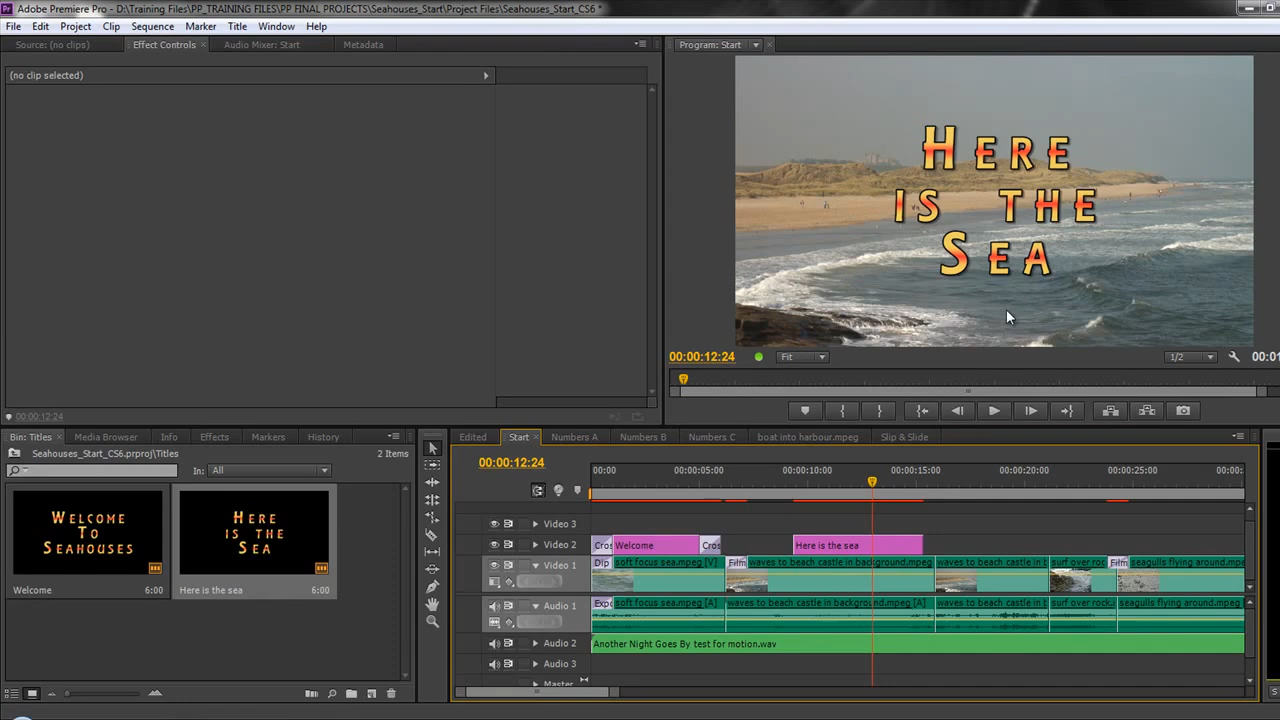 Adobe Premiere Pro - D:\Training Files\PP_TRAINING FILES\PP FINAL PROJECTS\Seahouses_Start\Project Files\Seahouses_Start_CS6 *
File Edit Project Clip Sequence Marker Title Window Help
Source: (no clips) Effect Controls Audio Mixer: Start Metadata
(no clip selected)
00:00:12:24
Program: Start
HERE
IS THE
SEA
00:00:12:24 Fit 1/2 00:01
Bin: Titles Media Browser Info Effects Markers History
Seahouses_Start_CS6.prproj\Titles 2 Items
In: All
WELCOME
TO
SEAHOUSES
HERE
IS THE
SEA
Welcome 6:00 Here is the sea 6:00
Edited Start Numbers A Numbers B Numbers C boat into harbour.mpeg Slip & Slide
00:00:12:24
00:00 00:00:05:00 00:00:10:00 00:00:15:00 00:00:20:00 00:00:25:00 00:00:
Video 3
Video 2 Cros Welcome Cros Here is the sea
Video 1 Dip soft focus sea.mpeg [V] Film waves to beach castle in background.mpeg waves to beach castle in b surf over roc Film seagulls flying around.mpeg
Audio 1 Expo soft focus sea.mpeg [A] waves to beach castle in background.mpeg [A] waves to beach castle in b surf over rock. seagulls flying around.mpeg
Audio 2 Another Night Goes By test for motion.wav
Audio 3
Master